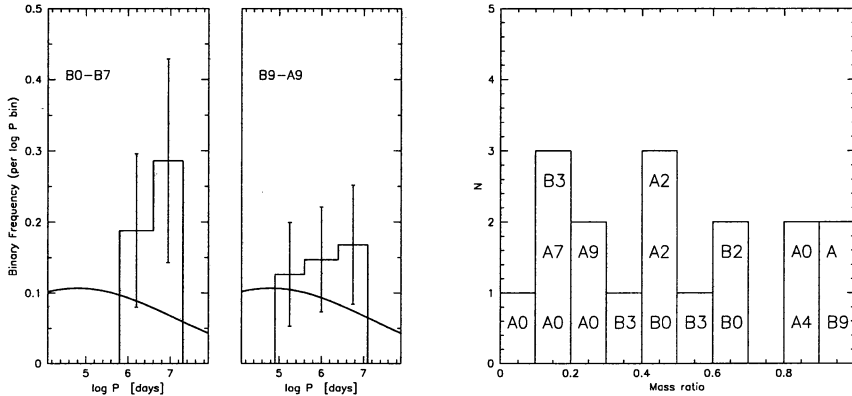 Binary Frequency (per log P bin)
0.5
0.4
0.3
0.2
0.1
0
B0-B7
5 6 7
log P [days]
B9-A9
5 6 7
log P [days]
N
5
4
3
2
1
0
B3 A2
A7 A9 A2 B2 A0 A
A0 A0 A0 B3 B0 B3 B0 A4 B9
0.2 0.4 0.6 0.8
Mass ratio